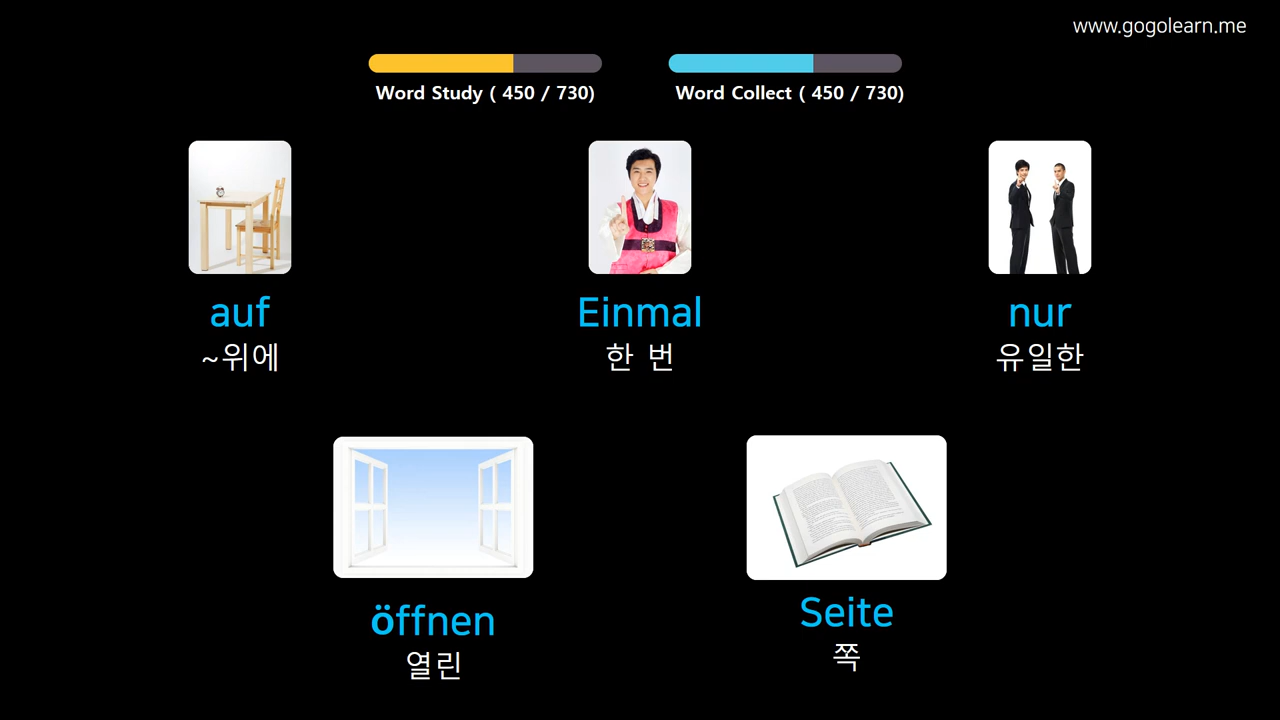 www.gogolearn.me
Word Study ( 450 / 730)
Word Collect ( 450 / 730)
auf
~위에
Einmal
한 번
nur
유일한
öffnen
열린
Seite
쪽